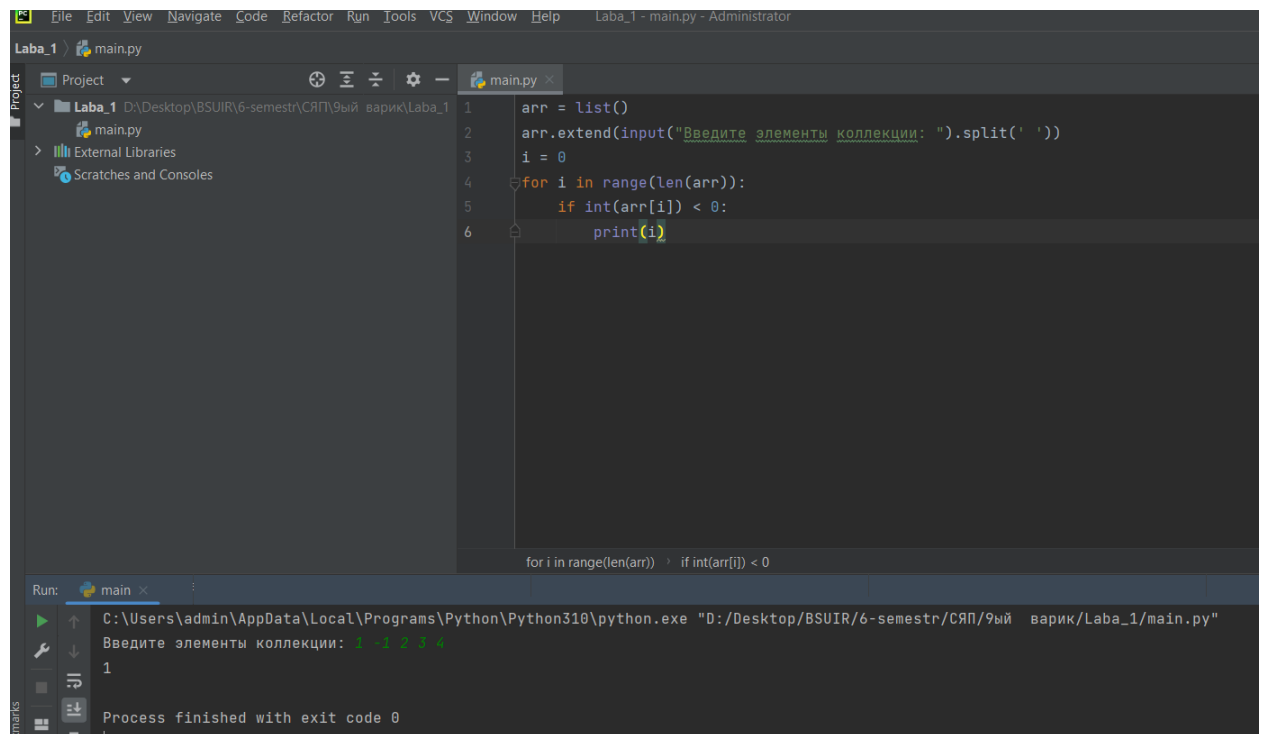 PC File Edit View Navigate Code Refactor Run Tools VCS Window Help Laba_1 - main.py - Administrator
Laba_1 main.py
Project
Project main.py
Laba_1 D:\Desktop\BSUIR\6-semestr\СЯП\9ый варик\Laba_1
main.py
External Libraries
Scratches and Consoles
1 arr = list()
2 arr.extend(input("Введите элементы коллекции: ").split(' '))
3 i = 0
4 for i in range(len(arr)):
5 if int(arr[i]) < 0:
6 print(i)
for i in range(len(arr)) if int(arr[i]) < 0
Run: main
C:\Users\admin\AppData\Local\Programs\Python\Python310\python.exe "D:/Desktop/BSUIR/6-semestr/СЯП/9ый  варик/Laba_1/main.py"
Введите элементы коллекции: 1 -1 2 3 4
1
Process finished with exit code 0